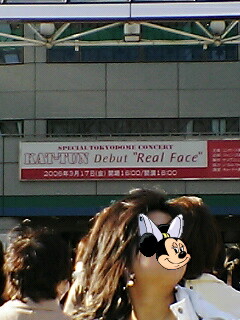 SPECIAL TOKYODOME CONCERT
KAT-TUN Debut "Real Face"
2006年3月17日(金) 開場16:00/開演18:00